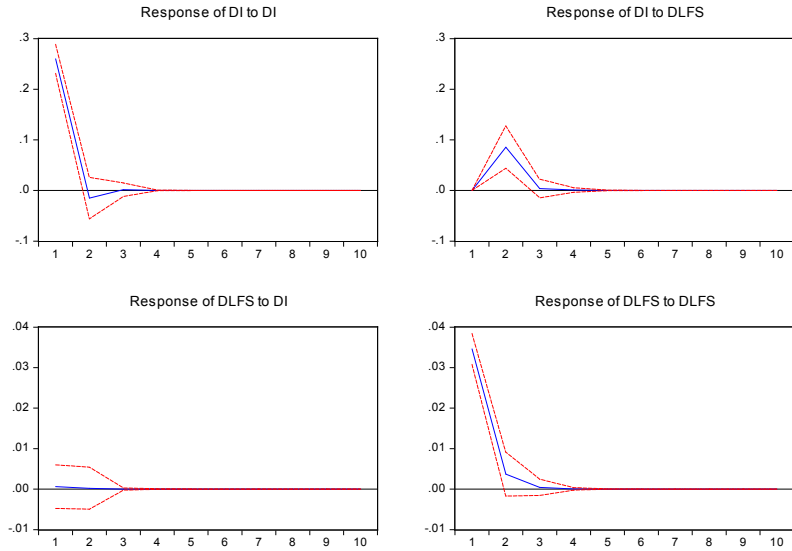 Response of DI to DI
.3
.2
.1
.0
-.1
1 2 3 4 5 6 7 8 9 10
Response of DI to DLFS
.3
.2
.1
.0
-.1
1 2 3 4 5 6 7 8 9 10
Response of DLFS to DI
.04
.03
.02
.01
.00
-.01
1 2 3 4 5 6 7 8 9 10
Response of DLFS to DLFS
.04
.03
.02
.01
.00
-.01
1 2 3 4 5 6 7 8 9 10